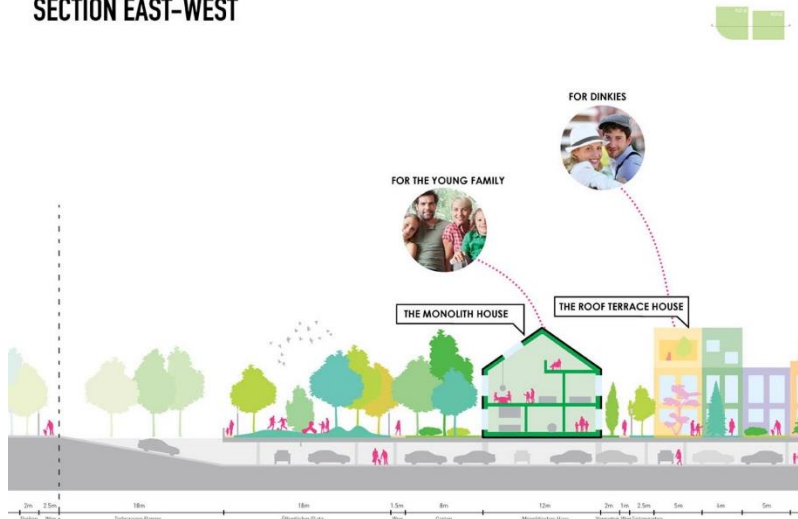 SECTION EAST-WEST
FOR DINKIES
FOR THE YOUNG FAMILY
THE MONOLITH HOUSE
THE ROOF TERRACE HOUSE
2m 2.5m 18m 18m 1.5m 8m 12m 2m 1m 2.5m 5m 4m 5m